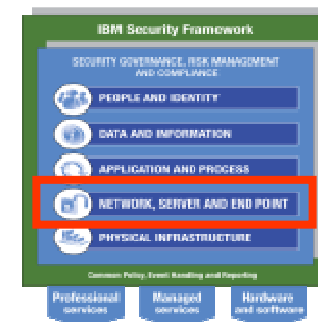 IBM Security Framework
SECURITY GOVERNANCE, RISK MANAGEMENT
AND COMPLIANCE
PEOPLE AND IDENTITY
DATA AND INFORMATION
APPLICATION AND PROCESS
NETWORK, SERVER AND END POINT
PHYSICAL INFRASTRUCTURE
Common Policy, Event Handling and Reporting
Professional services
Managed services
Hardware and software